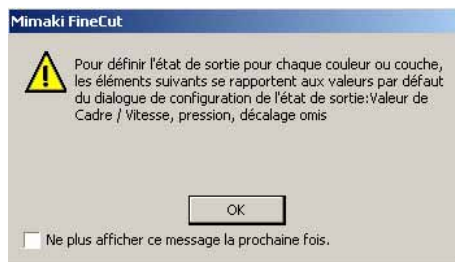 Mimaki FineCut
Pour définir l'état de sortie pour chaque couleur ou couche,
les éléments suivants se rapportent aux valeurs par défaut
du dialogue de configuration de l'état de sortie:Valeur de
Cadre / Vitesse, pression, décalage omis
OK
Ne plus afficher ce message la prochaine fois.